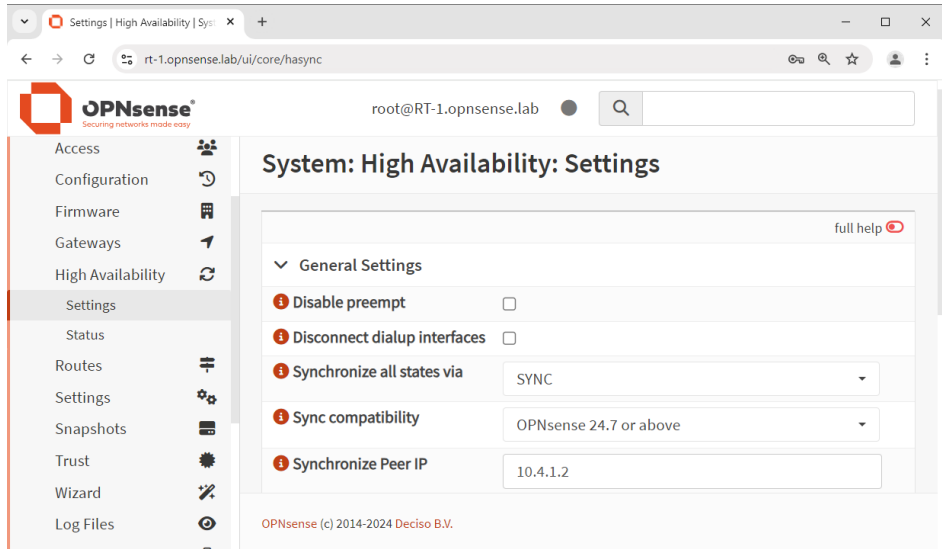 Settings | High Availability | Sys
rt-1.opnsense.lab/ui/core/hasync
OPNsense®
Securing networks made easy
root@RT-1.opnsense.lab
Access
Configuration
Firmware
Gateways
High Availability
Settings
Status
Routes
Settings
Snapshots
Trust
Wizard
Log Files
System: High Availability: Settings
full help
General Settings
Disable preempt
Disconnect dialup interfaces
Synchronize all states via
SYNC
Sync compatibility
OPNsense 24.7 or above
Synchronize Peer IP
10.4.1.2
OPNsense (c) 2014-2024 Deciso B.V.